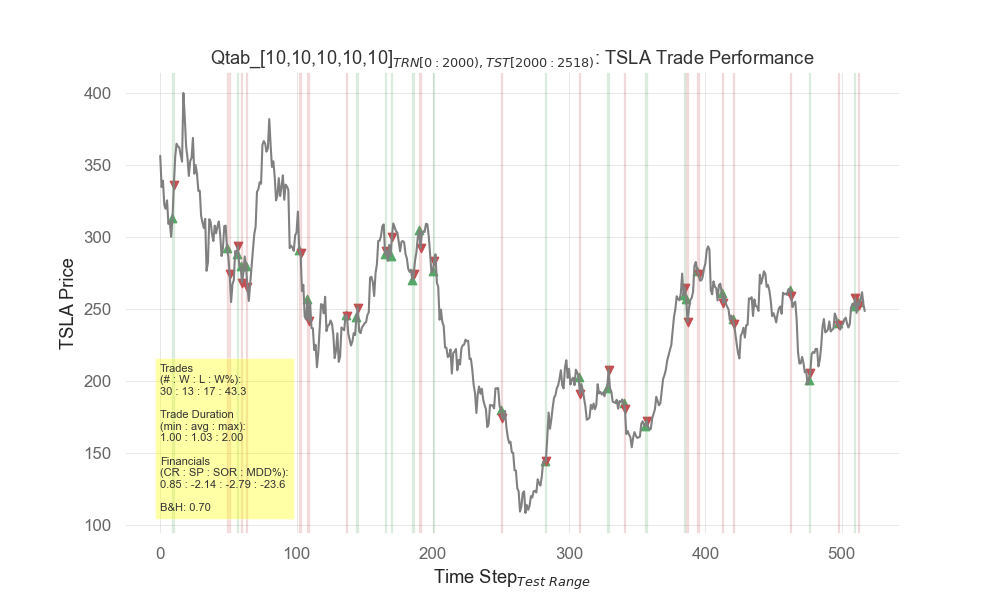 Qtab_[10,10,10,10,10]TRN[0 : 2000), TST[2000 : 2518): TSLA Trade Performance
TSLA Price
400
350
300
250
200
150
100
Trades
(# : W : L : W%):
30 : 13 : 17 : 43.3
Trade Duration
(min : avg : max):
1.00 : 1.03 : 2.00
Financials
(CR : SP : SOR : MDD%):
0.85 : -2.14 : -2.79 : -23.6
B&H: 0.70
0 100 200 300 400 500
Time Step Test Range